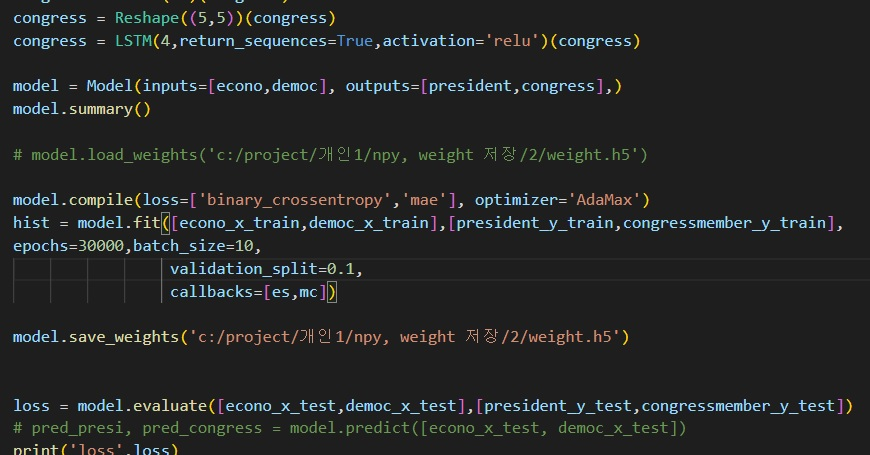 congress = Reshape((5,5))(congress)
congress = LSTM(4,return_sequences=True,activation='relu')(congress)
model = Model(inputs=[econo,democ], outputs=[president,congress],)
model.summary()
# model.load_weights('c:/project/개인1/npy, weight 저장/2/weight.h5')
model.compile(loss=['binary_crossentropy','mae'], optimizer='AdaMax')
hist = model.fit([econo_x_train,democ_x_train],[president_y_train,congressmember_y_train],
epochs=30000,batch_size=10,
validation_split=0.1,
callbacks=[es,mc])
model.save_weights('c:/project/개인1/npy, weight 저장/2/weight.h5')
loss = model.evaluate([econo_x_test,democ_x_test],[president_y_test,congressmember_y_test])
# pred_presi, pred_congress = model.predict([econo_x_test, democ_x_test])
print('loss',loss)